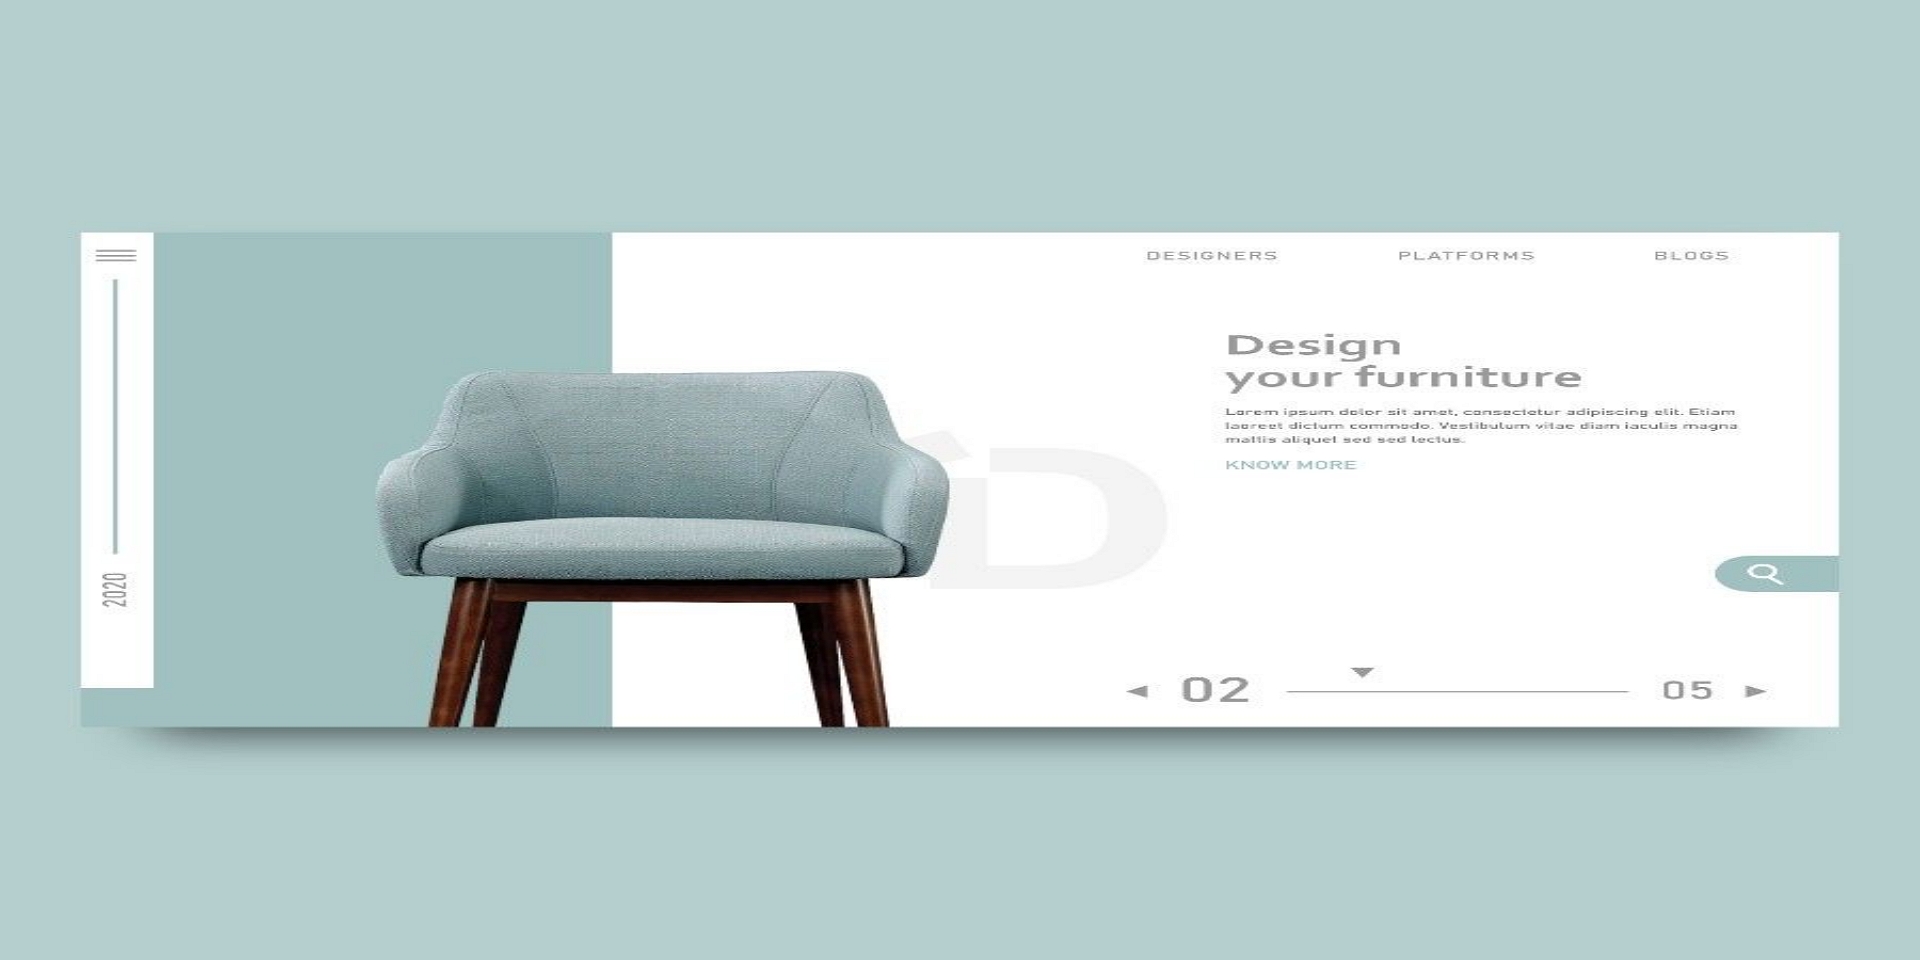 DESIGNERS PLATFORMS BLOGS
Design
your furniture
Lorem ipsum dolor sit amet, consectetur adipiscing elit. Etiam
laoreet dictum commodo. Vestibulum vitae diam iaculis magna
mattis aliquet sed sed lectus.
KNOW MORE
D
2020
02 05